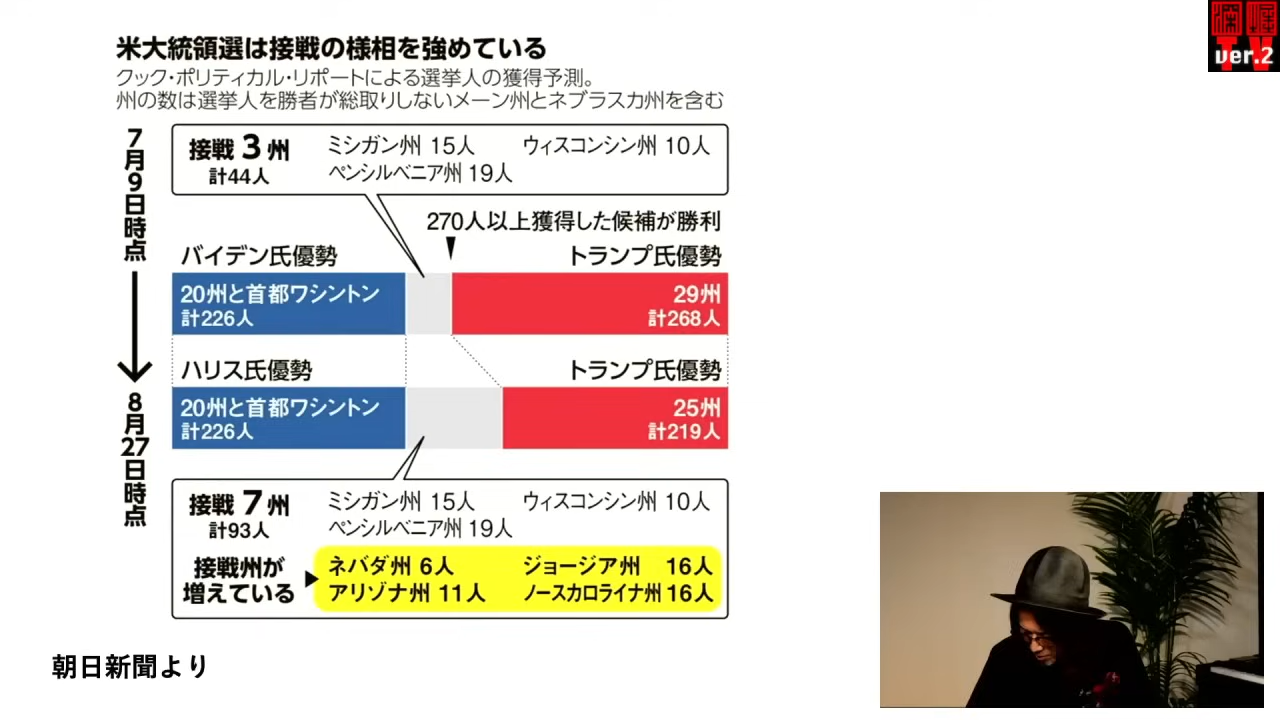 米大統領選は接戦の様相を強めている
クック・ポリティカル・リポートによる選挙人の獲得予測。
州の数は選挙人を勝者が総取りしないメーン州とネブラスカ州を含む
7月9日時点
接戦 3 州
計44人
ミシガン州 15人 ウィスコンシン州 10人
ペンシルベニア州 19人
270人以上獲得した候補が勝利
バイデン氏優勢 トランプ氏優勢
20州と首都ワシントン 29州
計226人 計268人
ハリス氏優勢 トランプ氏優勢
20州と首都ワシントン 25州
計226人 計219人
8月27日時点
接戦 7 州
計93人
ミシガン州 15人 ウィスコンシン州 10人
ペンシルベニア州 19人
接戦州が
増えている
ネバダ州 6人 ジョージア州 16人
アリゾナ州 11人 ノースカロライナ州 16人
朝日新聞より
TV
ver.2